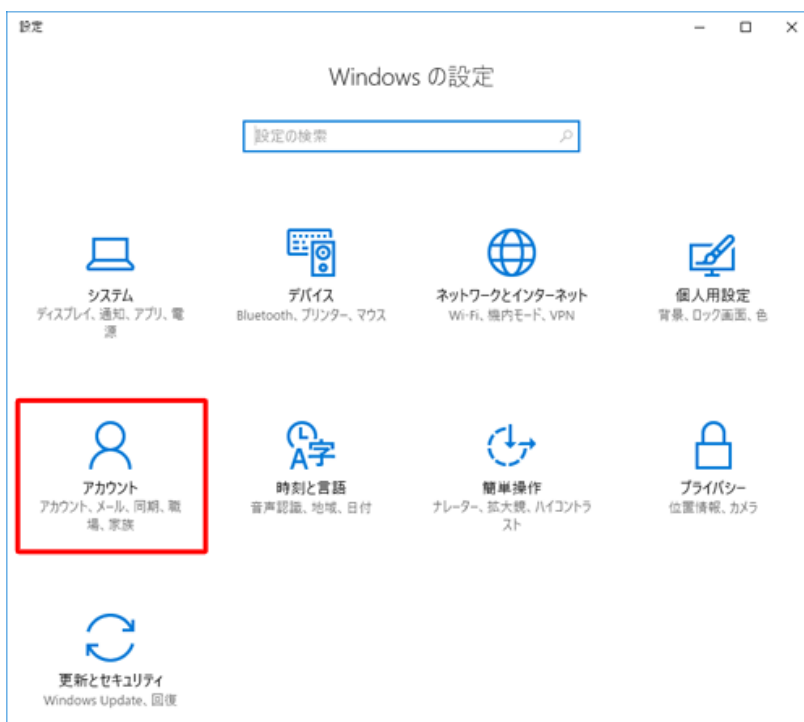 設定
Windows の設定
設定の検索
システム
ディスプレイ、通知、アプリ、電
源
デバイス
Bluetooth、プリンター、マウス
ネットワークとインターネット
Wi-Fi、機内モード、VPN
個人用設定
背景、ロック画面、色
アカウント
アカウント、メール、同期、職
場、家族
時刻と言語
音声認識、地域、日付
簡単操作
ナレーター、拡大鏡、ハイコントラ
スト
プライバシー
位置情報、カメラ
更新とセキュリティ
Windows Update、回復